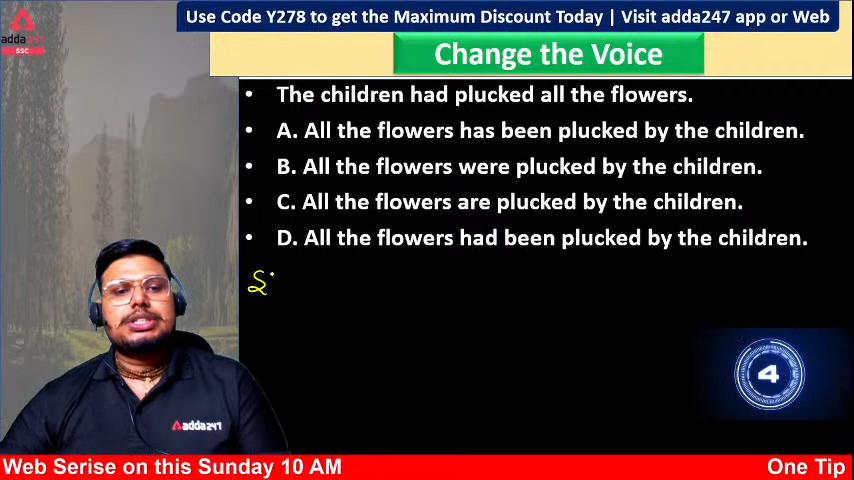 Use Code Y278 to get the Maximum Discount Today | Visit adda247 app or Web
adda247
SSC
Change the Voice
• The children had plucked all the flowers.
• A. All the flowers has been plucked by the children.
• B. All the flowers were plucked by the children.
• C. All the flowers are plucked by the children.
• D. All the flowers had been plucked by the children.
4
adda247
Web Serise on this Sunday 10 AM
One Tip